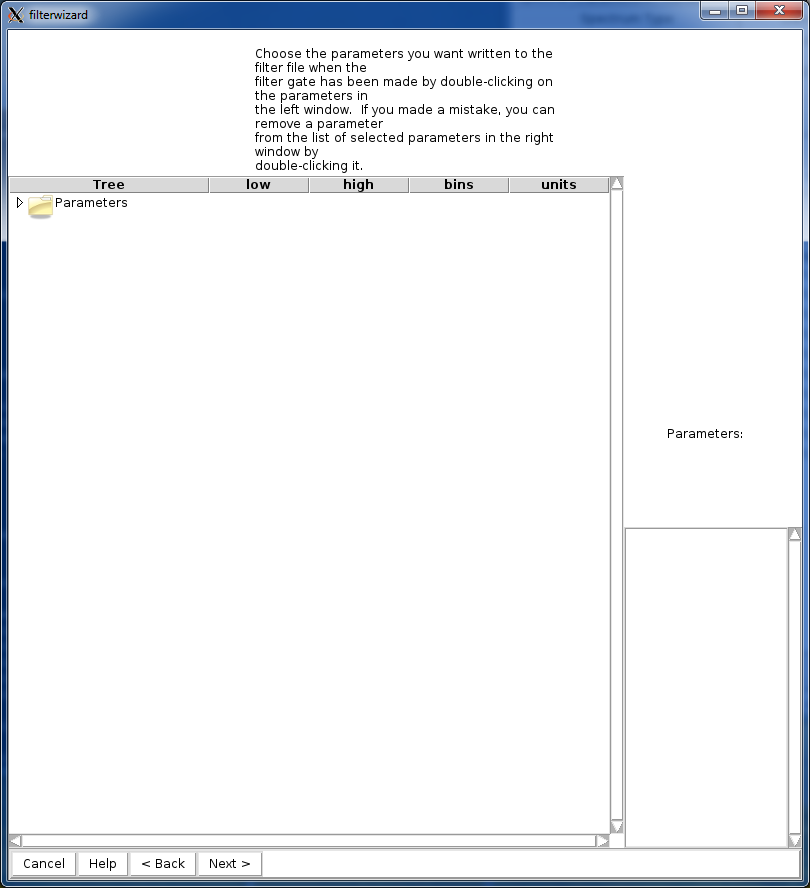 filterwizard
Choose the parameters you want written to the
filter file when the
filter gate has been made by double-clicking on
the parameters in
the left window.  If you made a mistake, you can
remove a parameter
from the list of selected parameters in the right
window by
double-clicking it.
Tree low high bins units
Parameters
Parameters:
Cancel Help < Back Next >